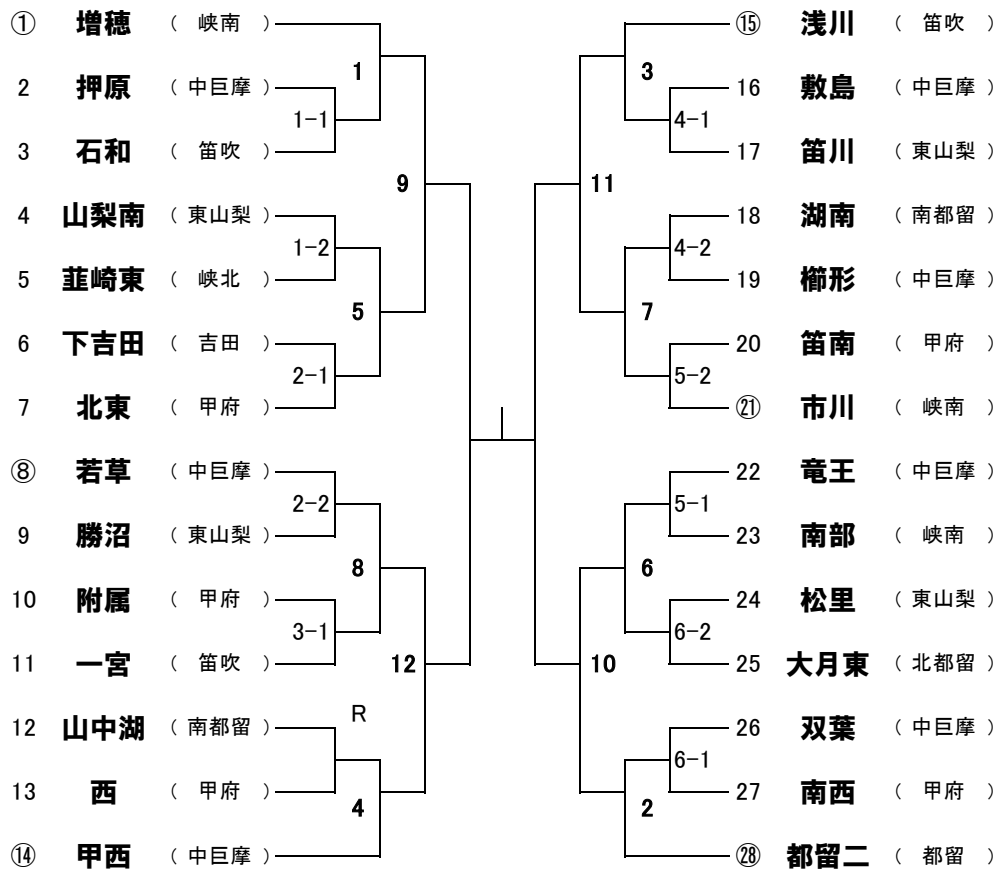 ① 増穂 （ 峡南 ）
1
2 押原 （ 中巨摩 ）
1-1
3 石和 （ 笛吹 ）
9
4 山梨南 （ 東山梨 ）
1-2
5 韮崎東 （ 峡北 ）
5
6 下吉田 （ 吉田 ）
2-1
7 北東 （ 甲府 ）
⑧ 若草 （ 中巨摩 ）
2-2
9 勝沼 （ 東山梨 ）
8
10 附属 （ 甲府 ）
3-1
11 一宮 （ 笛吹 ）
12
R
12 山中湖 （ 南都留 ）
13 西 （ 甲府 ）
4
⑭ 甲西 （ 中巨摩 ）
⑮ 浅川 （ 笛吹 ）
3
16 敷島 （ 中巨摩 ）
4-1
17 笛川 （ 東山梨 ）
11
18 湖南 （ 南都留 ）
4-2
19 櫛形 （ 中巨摩 ）
7
20 笛南 （ 甲府 ）
5-2
㉑ 市川 （ 峡南 ）
22 竜王 （ 中巨摩 ）
5-1
23 南部 （ 峡南 ）
6
24 松里 （ 東山梨 ）
6-2
25 大月東 （ 北都留 ）
10
26 双葉 （ 中巨摩 ）
6-1
27 南西 （ 甲府 ）
2
㉘ 都留二 （ 都留 ）